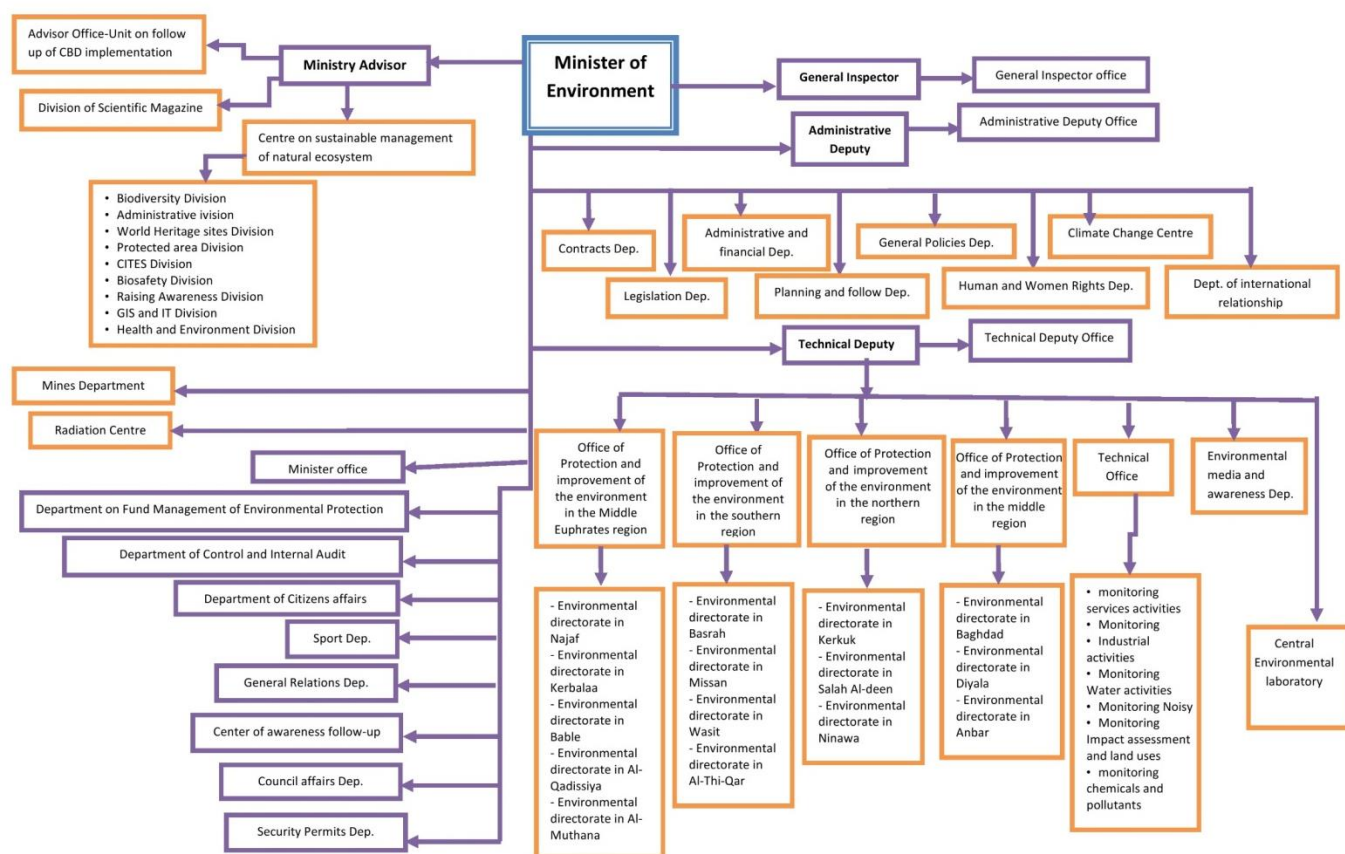 Advisor Office-Unit on follow
up of CBD implementation
Ministry Advisor
Division of Scientific Magazine
Centre on sustainable management
of natural ecosystem
• Biodiversity Division
• Administrative ivision
• World Heritage sites Division
• Protected area Division
• CITES Division
• Biosafety Division
• Raising Awareness Division
• GIS and IT Division
• Health and Environment Division
Minister of
Environment
General Inspector
General Inspector office
Administrative
Deputy
Administrative Deputy Office
Contracts Dep.
Legislation Dep.
Administrative and
financial Dep.
Planning and follow Dep.
General Policies Dep.
Human and Women Rights Dep.
Climate Change Centre
Dept. of international
relationship
Technical Deputy
Technical Deputy Office
Mines Department
Radiation Centre
Minister office
Department on Fund Management of Environmental Protection
Department of Control and Internal Audit
Department of Citizens affairs
Sport Dep.
General Relations Dep.
Center of awareness follow-up
Council affairs Dep.
Security Permits Dep.
Office of
Protection and
improvement of
the environment
in the Middle
Euphrates region
Office of
Protection and
improvement of
the environment
in the southern
region
Office of Protection
and improvement
of the environment
in the northern
region
Office of Protection
and improvement
of the environment
in the middle
region
Technical
Office
Environmental
media and
awareness Dep.
- Environmental
directorate in
Najaf
- Environmental
directorate in
Kerbalaa
- Environmental
directorate in
Bable
- Environmental
directorate in Al-
Qadissiya
- Environmental
directorate in Al-
Muthana
- Environmental
directorate in
Basrah
- Environmental
directorate in
Missan
- Environmental
directorate in
Wasit
- Environmental
directorate in
Al-Thi-Qar
- Environmental
directorate in
Kerkuk
- Environmental
directorate in
Salah Al-deen
- Environmental
directorate in
Ninawa
- Environmental
directorate in
Baghdad
- Environmental
directorate in
Diyala
- Environmental
directorate in
Anbar
• monitoring
services activities
• Monitoring
• Industrial
activities
• Monitoring
Water activities
• Monitoring Noisy
• Monitoring
Impact assessment
and land uses
• monitoring
chemicals and
pollutants
Central
Environmental
laboratory